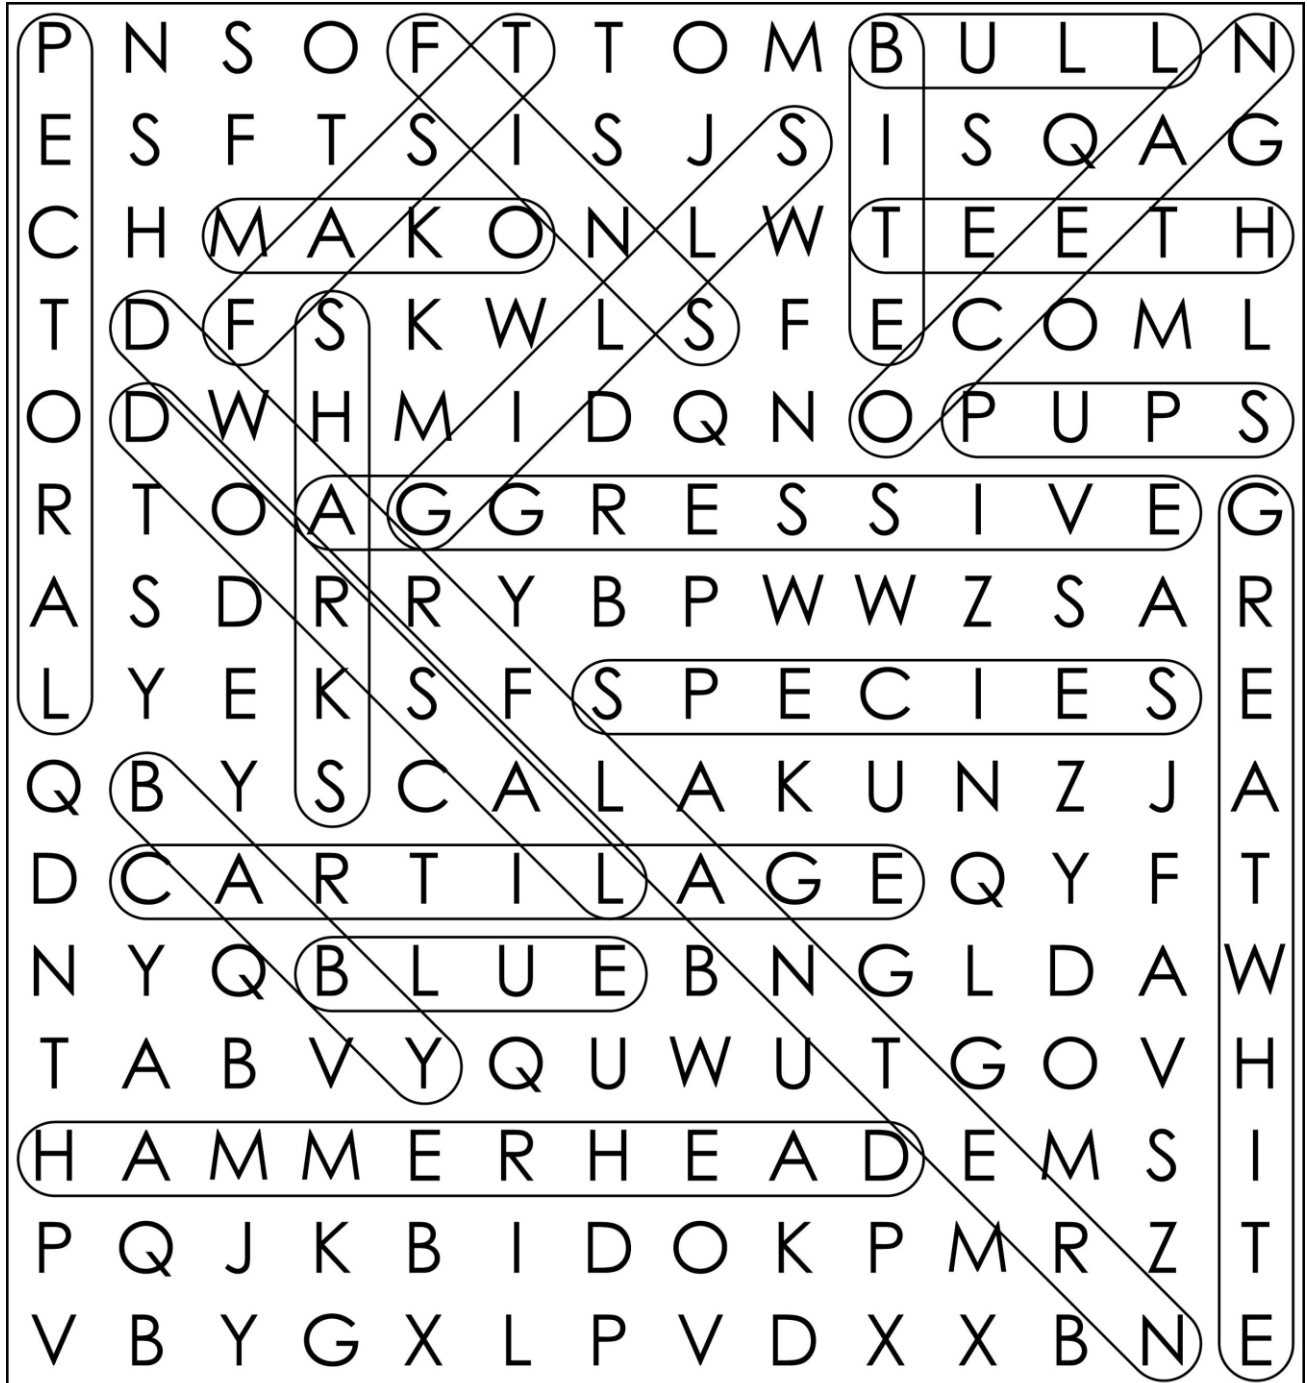 P N S O F T T O M B U L L N
E S F T S I S J S I S Q A G
C H M A K O N L W T E E T H
T D F S K W L S F E C O M L
O D W H M I D Q N O P U P S
R T O A G G R E S S I V E G
A S D R R Y B P W W Z S A R
L Y E K S F S P E C I E S E
Q B Y S C A L A K U N Z J A
D C A R T I L A G E Q Y F T
N Y Q B L U E B N G L D A W
T A B V Y Q U W U T G O V H
H A M M E R H E A D E M S I
P Q J K B I D O K P M R Z T
V B Y G X L P V D X X B N E